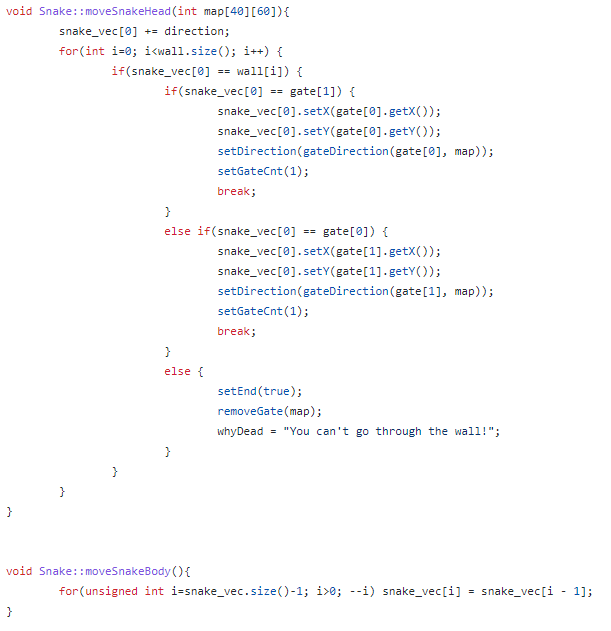 void Snake::moveSnakeHead(int map[40][60]){
        snake_vec[0] += direction;
        for(int i=0; i<wall.size(); i++) {
                if(snake_vec[0] == wall[i]) {
                        if(snake_vec[0] == gate[1]) {
                                snake_vec[0].setX(gate[0].getX());
                                snake_vec[0].setY(gate[0].getY());
                                setDirection(gateDirection(gate[0], map));
                                setGateCnt(1);
                                break;
                        }
                        else if(snake_vec[0] == gate[0]) {
                                snake_vec[0].setX(gate[1].getX());
                                snake_vec[0].setY(gate[1].getY());
                                setDirection(gateDirection(gate[1], map));
                                setGateCnt(1);
                                break;
                        }
                        else {
                                setEnd(true);
                                removeGate(map);
                                whyDead = "You can't go through the wall!";
                        }
                }
        }
}
void Snake::moveSnakeBody(){
        for(unsigned int i=snake_vec.size()-1; i>0; --i) snake_vec[i] = snake_vec[i - 1];
}